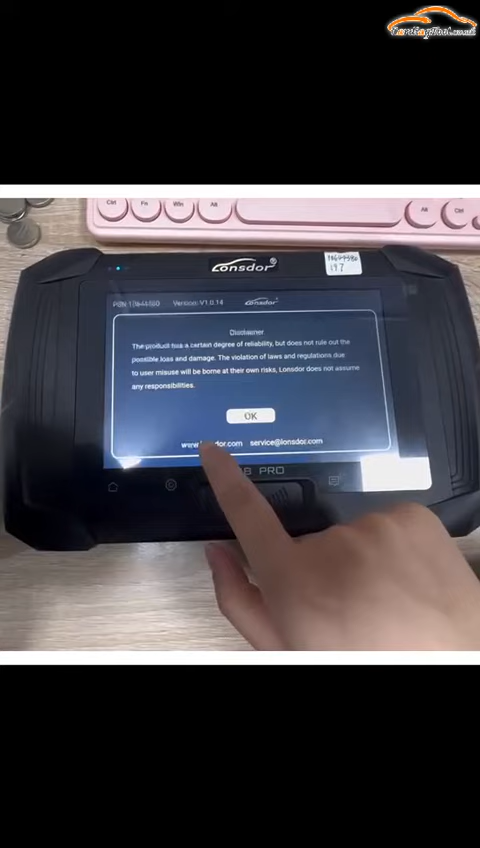 Ctrl
Fn
Win
Alt
Alt
Ctrl
Lonsdor®
Version: V1.0.14
Lonsdor
Disclaimer
The product has a certain degree of reliability, but does not rule out the
possible loss and damage. The violation of laws and regulations due
to user misuse will be borne at their own risks, Lonsdor does not assume
any responsibilities.
OK
service@lonsdor.com
PRO